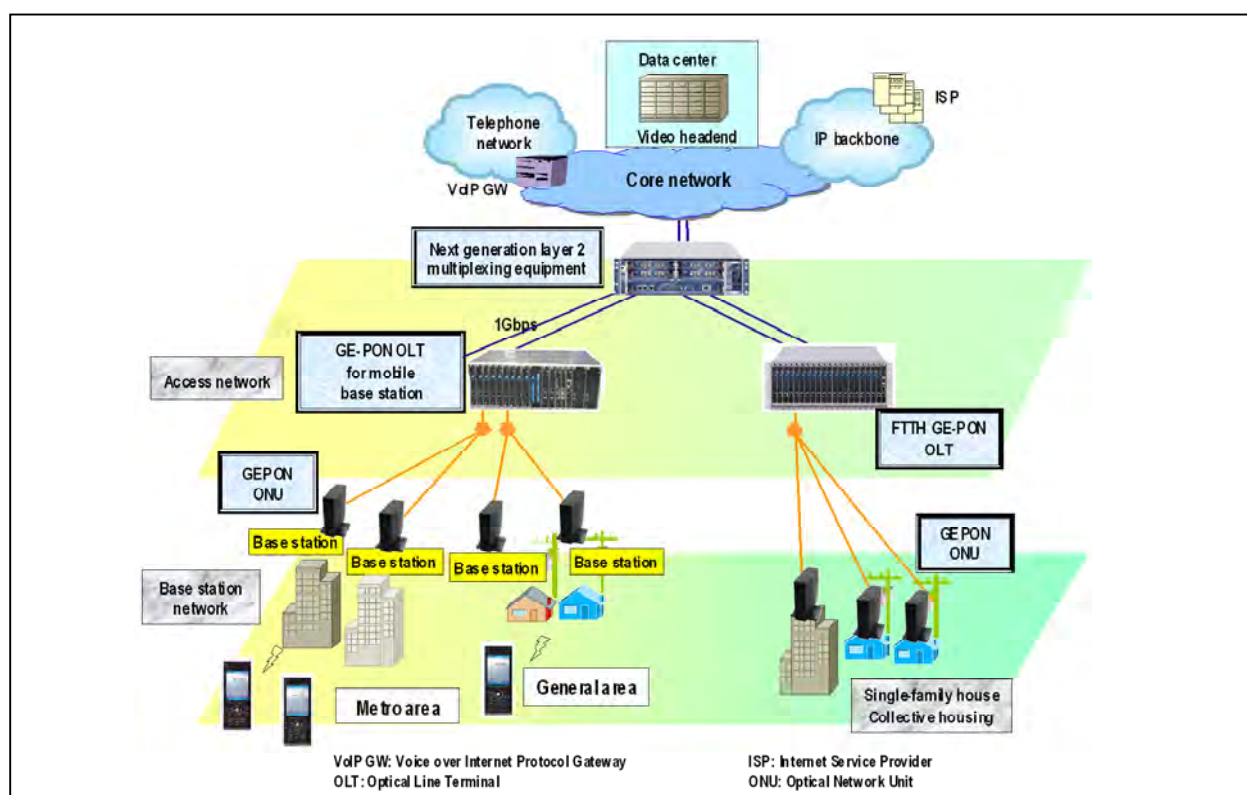 Data center
Video headend
ISP
Telephone
network
IP backbone
VoIP GW
Core network
Next generation layer 2
multiplexing equipment
1Gbps
GE-PON OLT
for mobile
base station
Access network
FTTH GE-PON
OLT
GEPON
ONU
Base station
Base station
Base station
Base station
GEPON
ONU
Base station
network
Metro area
General area
Single-family house
Collective housing
VoIP GW: Voice over Internet Protocol Gateway
OLT: Optical Line Terminal
ISP: Internet Service Provider
ONU: Optical Network Unit